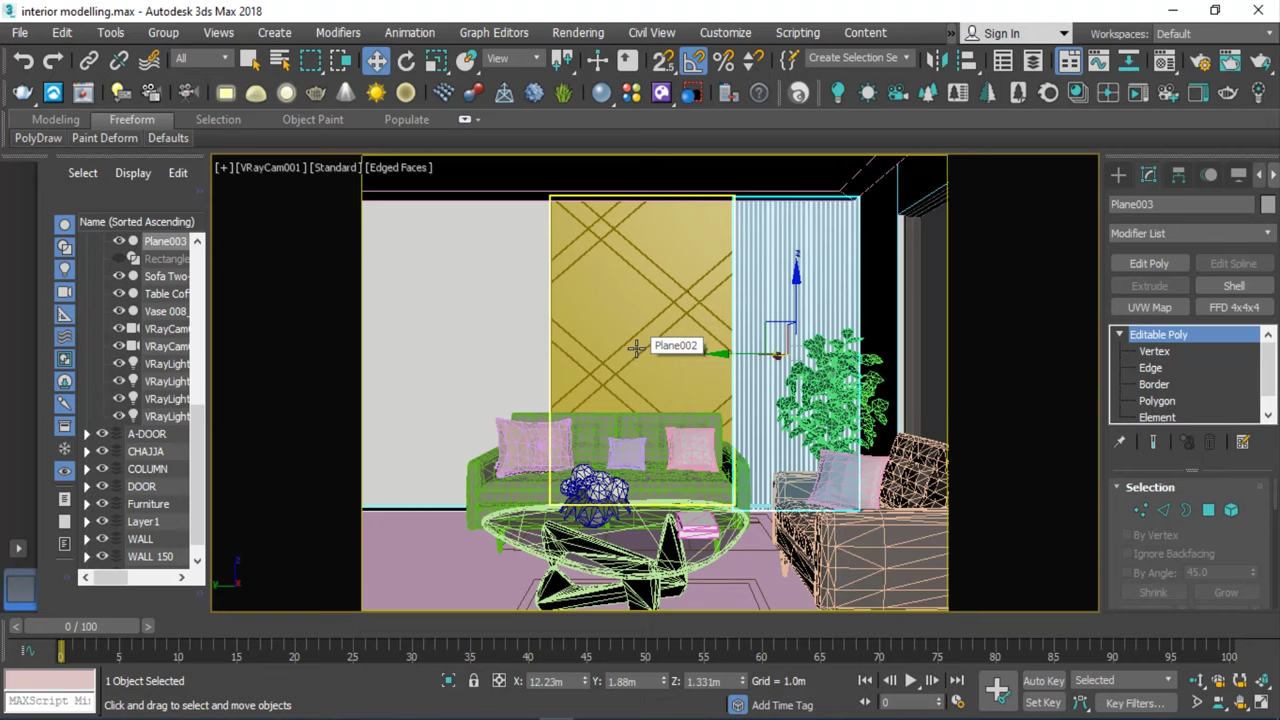 interior modelling.max - Autodesk 3ds Max 2018
File Edit Tools Group Views Create Modifiers Animation Graph Editors Rendering Civil View Customize Scripting Content » Sign In Workspaces: Default
All View Create Selection Se
Modeling Freeform Selection Object Paint Populate
PolyDraw Paint Deform Defaults
Select Display Edit
[+][VRayCam001][Standard][Edged Faces]
Name (Sorted Ascending)
Plane003
Rectangle
Sofa Two-
Table Cof
Vase 008_
VRayCam
VRayCam
VRayLight
VRayLight
VRayLight
VRayLight
A-DOOR
CHAJJA
COLUMN
DOOR
Furniture
Layer1
WALL
WALL 150
Plane002
z
z
y
x
Plane003
Modifier List
Edit Poly Edit Spline
Extrude Shell
UVW Map FFD 4x4x4
Editable Poly
Vertex
Edge
Border
Polygon
Element
Selection
By Vertex
Ignore Backfacing
By Angle: 45.0
Shrink Grow
0 / 100
0 5 10 15 20 25 30 35 40 45 50 55 60 65 70 75 80 85 90 95 100
1 Object Selected X: 12.23m Y: 1.88m Z: 1.331m Grid = 1.0m Auto Key Selected
MAXScript Mi Click and drag to select and move objects Add Time Tag 0 Set Key Key Filters...